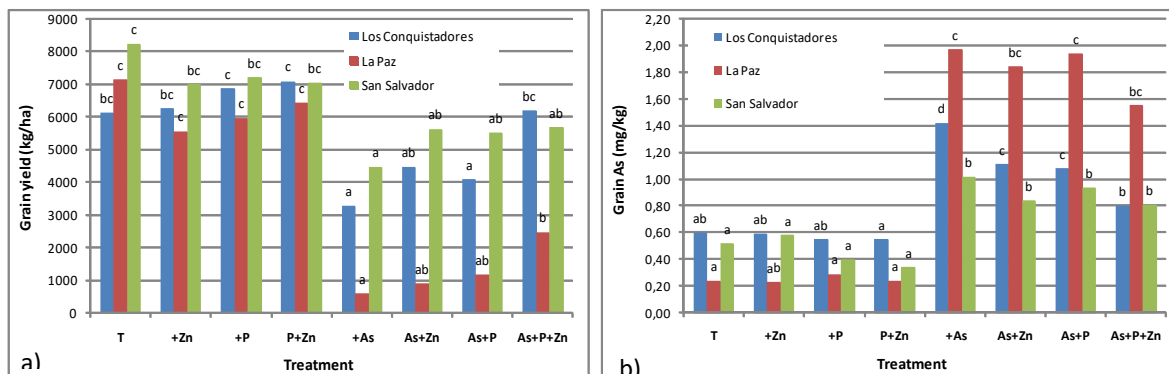 9000
8000
7000
6000
5000
4000
3000
2000
1000
0
Grain yield (kg/ha)
Los Conquistadores
La Paz
San Salvador
bc c c
bc c bc
c c bc
c c bc
a a a
ab ab ab
a a ab
bc b ab
T +Zn +P P+Zn +As As+Zn As+P As+P+Zn
Treatment
a)
2,00
1,80
1,60
1,40
1,20
1,00
0,80
0,60
0,40
0,20
0,00
2,20
Grain As (mg/kg)
Los Conquistadores
La Paz
San Salvador
ab a a
ab ab a
ab a a
ab a a
d c b
c bc b
c c b
b bc b
T +Zn +P P+Zn +As As+Zn As+P As+P+Zn
Treatment
b)